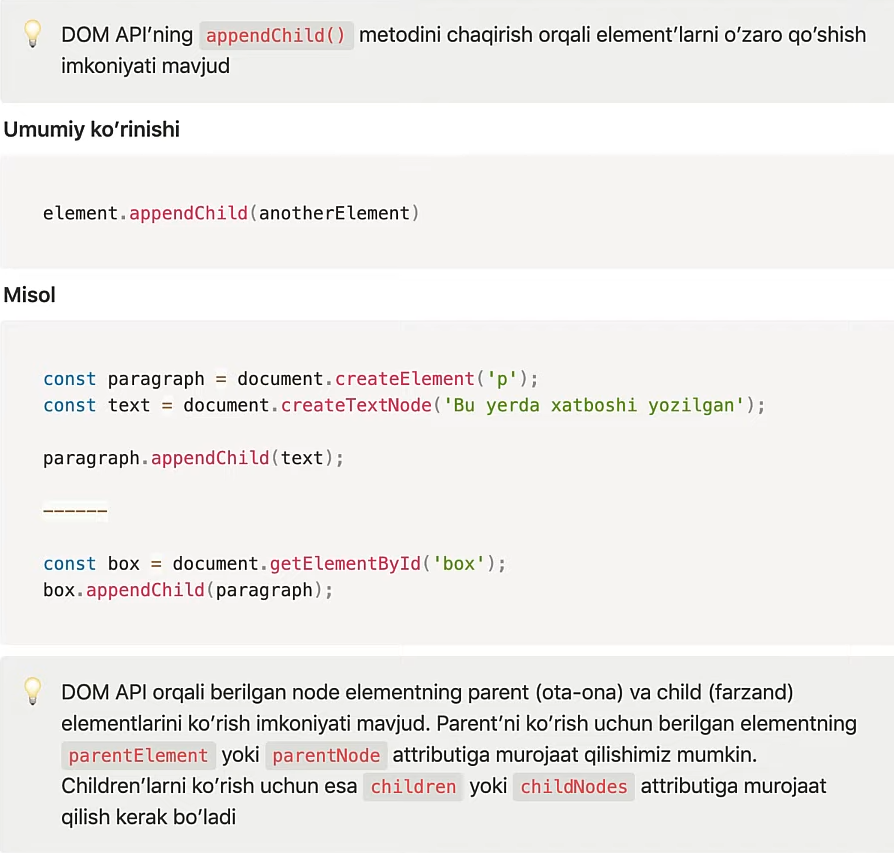 DOM API’ning appendChild() metodini chaqirish orqali element’larni o’zaro qo’shish
imkoniyati mavjud
Umumiy ko’rinishi
element.appendChild(anotherElement)
Misol
const paragraph = document.createElement('p');
const text = document.createTextNode('Bu yerda xatboshi yozilgan');
paragraph.appendChild(text);
------
const box = document.getElementById('box');
box.appendChild(paragraph);
DOM API orqali berilgan node elementning parent (ota-ona) va child (farzand)
elementlarini ko’rish imkoniyati mavjud. Parent’ni ko’rish uchun berilgan elementning
parentElement yoki parentNode attributiga murojaat qilishimiz mumkin.
Children’larni ko’rish uchun esa children yoki childNodes attributiga murojaat
qilish kerak bo’ladi